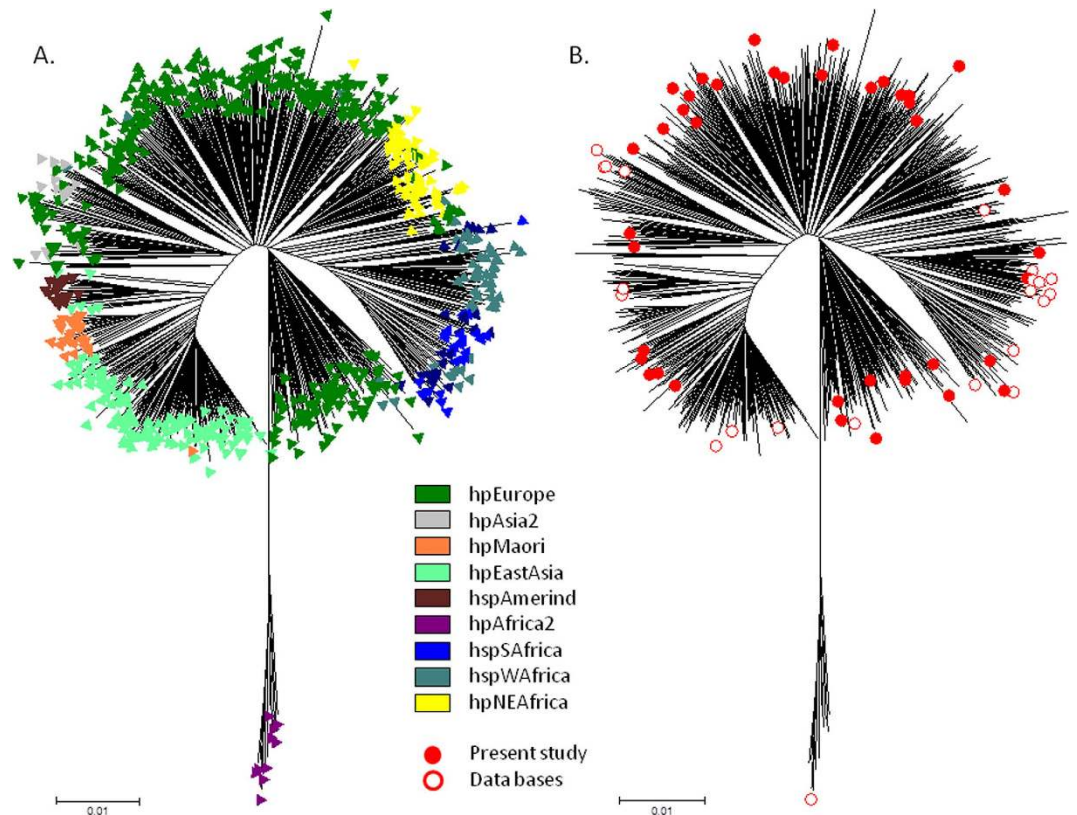 A.
B.
hpEurope
hpAsia2
hpMaori
hpEastAsia
hspAmerind
hpAfrica2
hspSAfrica
hspWAfrica
hpNEAfrica
Present study
Data bases
0.01
0.01